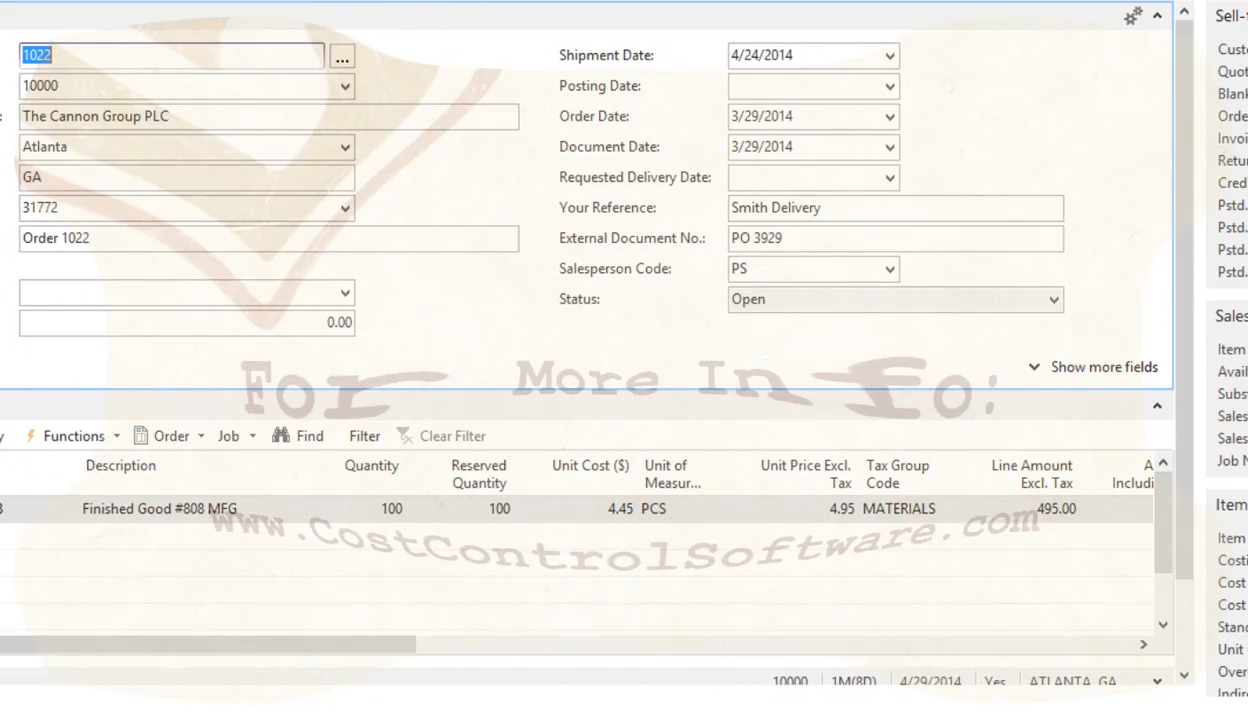 1022 ...
10000
The Cannon Group PLC
Atlanta
GA
31772
Order 1022
0.00
Shipment Date: 4/24/2014
Posting Date:
Order Date: 3/29/2014
Document Date: 3/29/2014
Requested Delivery Date:
Your Reference: Smith Delivery
External Document No.: PO 3929
Salesperson Code: PS
Status: Open
Show more fields
For More Info:
Functions Order Job Find Filter Clear Filter
Description Quantity Reserved Quantity Unit Cost ($) Unit of Measur... Unit Price Excl. Tax Tax Group Code Line Amount Excl. Tax A Includi
Finished Good #808 MFG 100 100 4.45 PCS 4.95 MATERIALS 495.00
www.CostControlSoftware.com
10000 1M(8D) 4/29/2014 Yes ATLANTA, GA
Sell-
Cust
Quot
Blank
Orde
Invoi
Retur
Cred
Pstd.
Pstd.
Pstd.
Pstd.
Sales
Item
Avail
Subs
Sales
Sales
Job N
Item
Item
Costi
Cost
Cost
Stand
Unit
Over
Indire